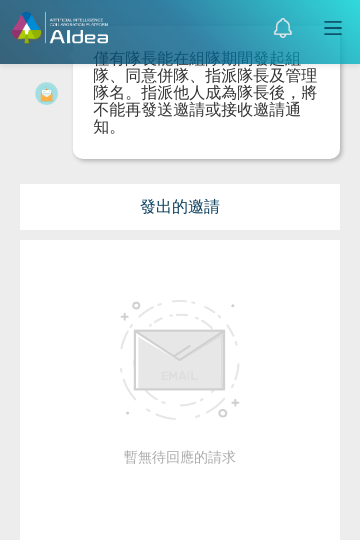 ARTIFICIAL INTELLIGENCE
COLLABORATION PLATFORM
AIdea
僅有隊長能在組隊期間發起組
隊、同意併隊、指派隊長及管理
隊名。指派他人成為隊長後，將
不能再發送邀請或接收邀請通
知。
發出的邀請
EMAIL
暫無待回應的請求